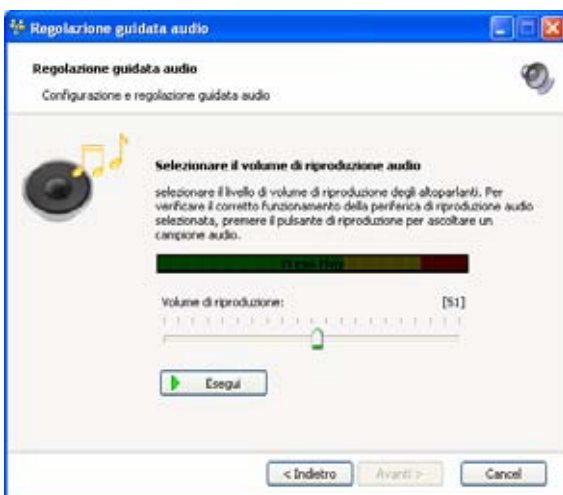 Regolazione guidata audio
Regolazione guidata audio
Configurazione e regolazione guidata audio
Selezionare il volume di riproduzione audio
selezionare il livello di volume di riproduzione degli altoparlanti. Per
verificare il corretto funzionamento della periferica di riproduzione audio
selezionata, premere il pulsante di riproduzione per ascoltare un
campione audio.
Press Play
Volume di riproduzione: [51]
Esegui
< Indietro Avanti > Cancel